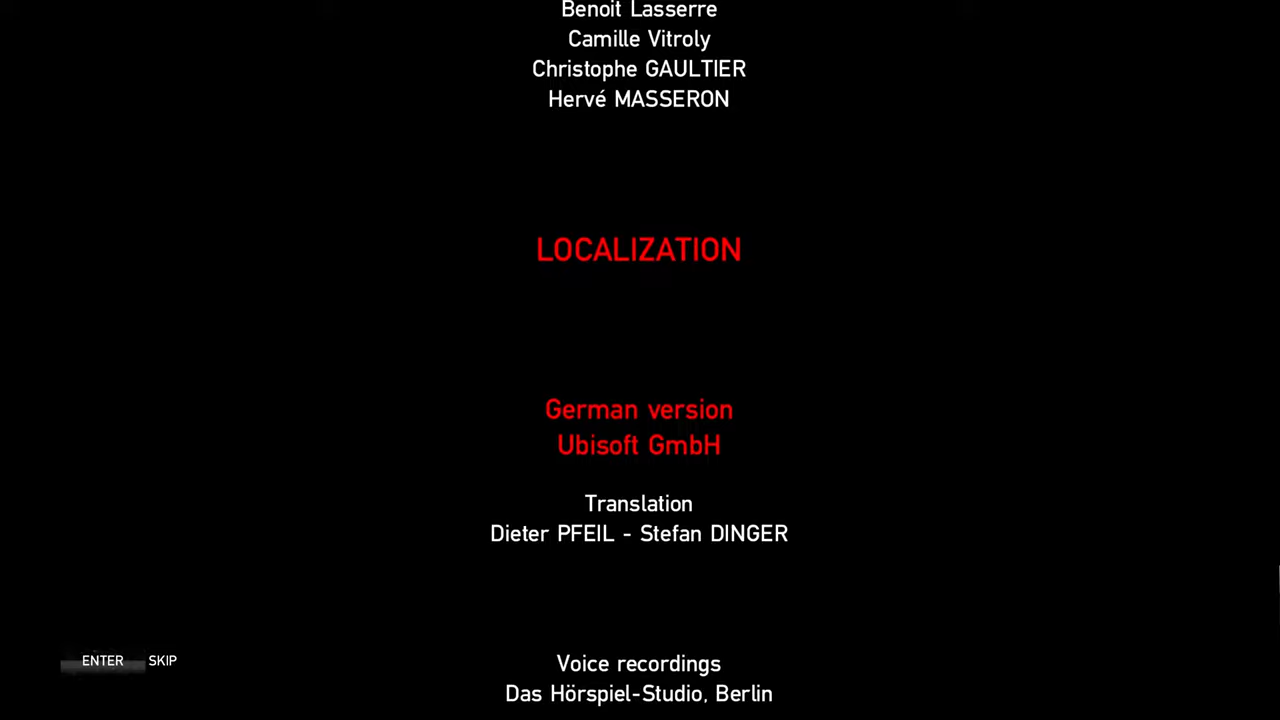 Benoit Lasserre
Camille Vitroly
Christophe GAULTIER
Hervé MASSERON
LOCALIZATION
German version
Ubisoft GmbH
Translation
Dieter PFEIL - Stefan DINGER
ENTER SKIP
Voice recordings
Das Hörspiel-Studio, Berlin